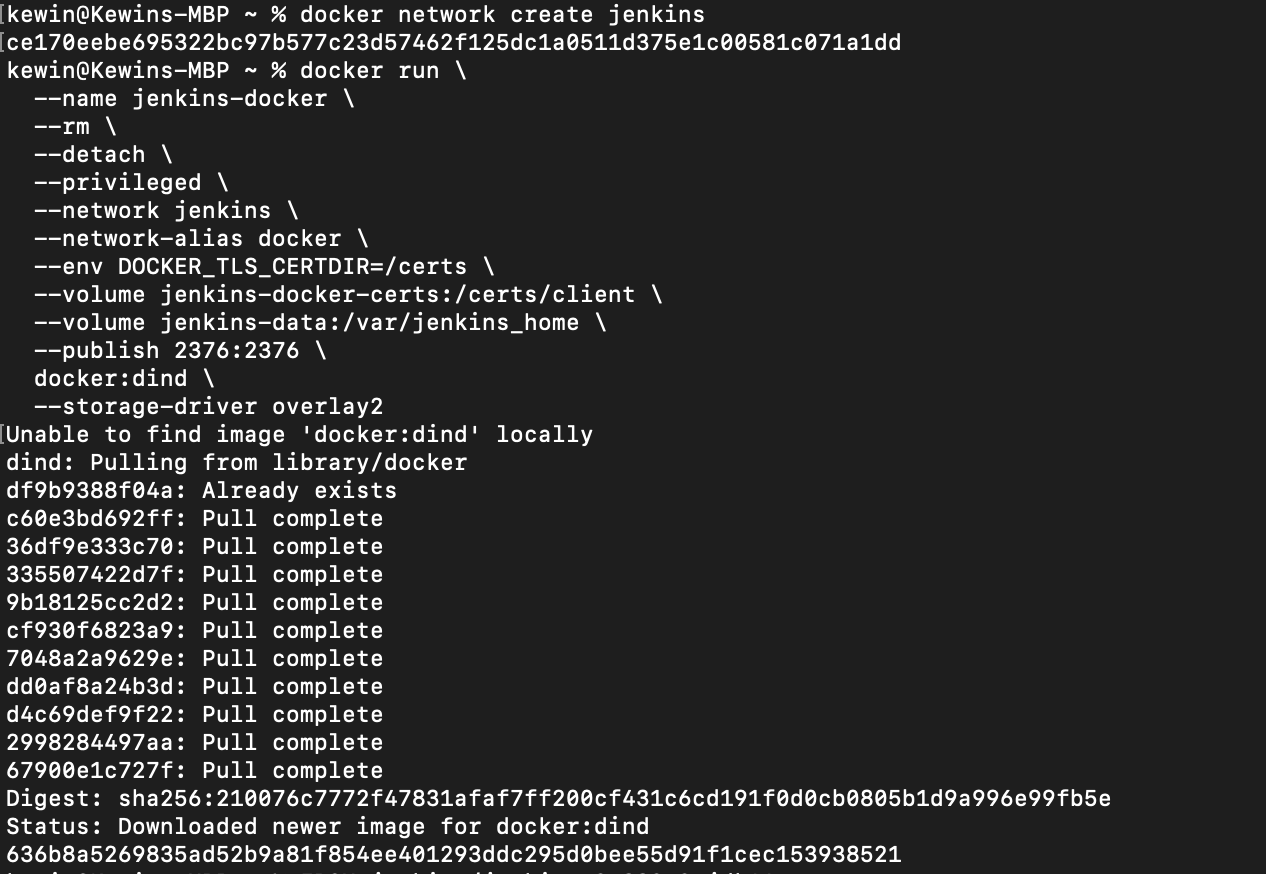 kewin@Kewins-MBP ~ % docker network create jenkins
ce170eebe695322bc97b577c23d57462f125dc1a0511d375e1c00581c071a1dd
kewin@Kewins-MBP ~ % docker run \
--name jenkins-docker \
--rm \
--detach \
--privileged \
--network jenkins \
--network-alias docker \
--env DOCKER_TLS_CERTDIR=/certs \
--volume jenkins-docker-certs:/certs/client \
--volume jenkins-data:/var/jenkins_home \
--publish 2376:2376 \
docker:dind \
--storage-driver overlay2
Unable to find image 'docker:dind' locally
dind: Pulling from library/docker
df9b9388f04a: Already exists
c60e3bd692ff: Pull complete
36df9e333c70: Pull complete
335507422d7f: Pull complete
9b18125cc2d2: Pull complete
cf930f6823a9: Pull complete
7048a2a9629e: Pull complete
dd0af8a24b3d: Pull complete
d4c69def9f22: Pull complete
2998284497aa: Pull complete
67900e1c727f: Pull complete
Digest: sha256:210076c7772f47831afaf7ff200cf431c6cd191f0d0cb0805b1d9a996e99fb5e
Status: Downloaded newer image for docker:dind
636b8a5269835ad52b9a81f854ee401293ddc295d0bee55d91f1cec153938521